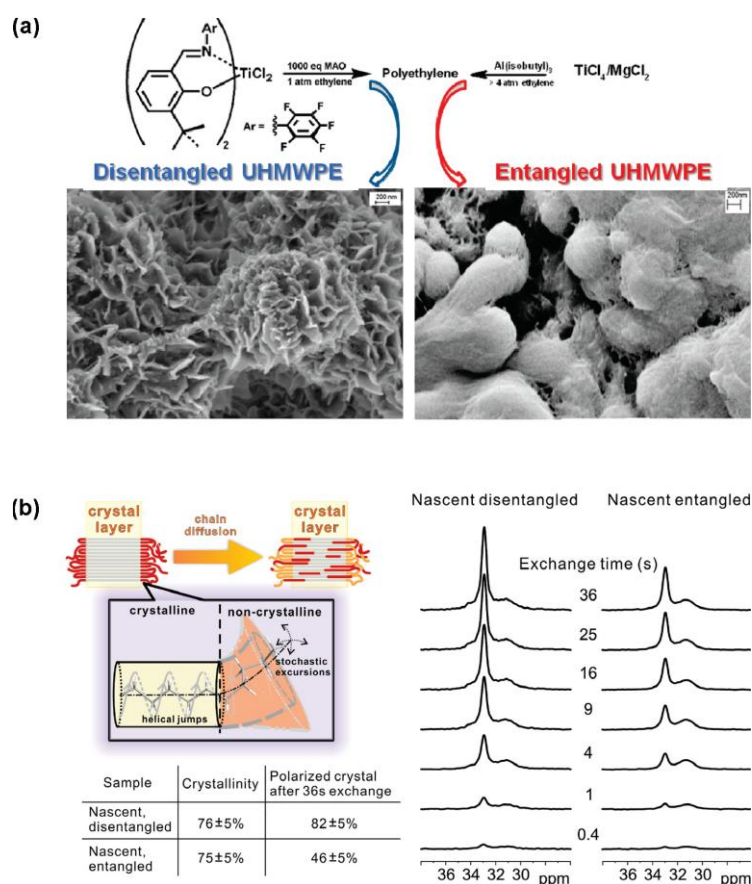 (a)
Ar
N
TiCl2
O
2
Ar =
F
F
F
F
F
1000 eq MAO
1 atm ethylene
Polyethylene
Al(isobutyl)3
> 4 atm ethylene
TiCl4/MgCl2
Disentangled UHMWPE
Entangled UHMWPE
200 nm
200nm
(b)
crystal
layer
chain
diffusion
crystal
layer
crystalline
non-crystalline
stochastic
excursions
helical jumps
Sample
Crystallinity
Polarized crystal
after 36s exchange
Nascent,
disentangled
76±5%
82±5%
Nascent,
entangled
75±5%
46±5%
Nascent disentangled
Nascent entangled
Exchange time (s)
36
25
16
9
4
1
0.4
38 36 34 32 30 ppm
38 36 34 32 30 ppm